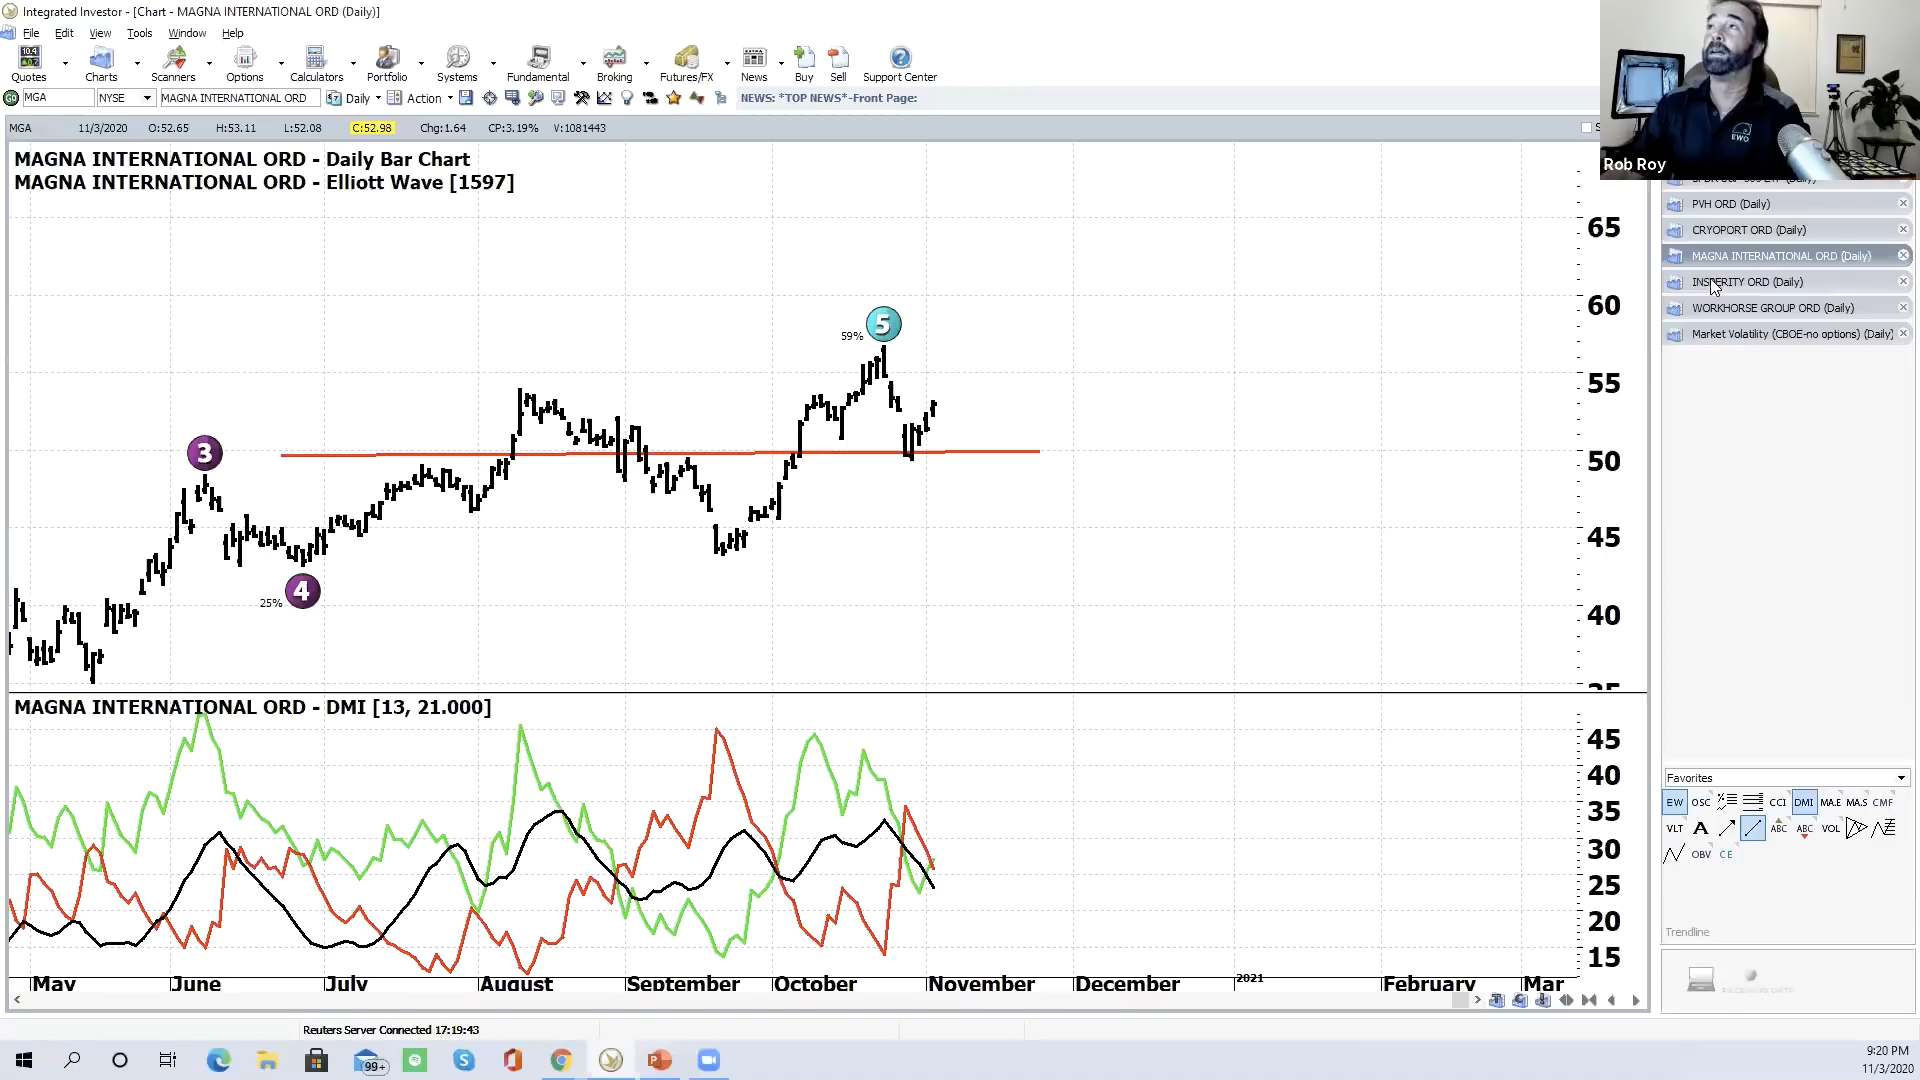 Integrated Investor - [Chart - MAGNA INTERNATIONAL ORD (Daily)]
File Edit View Tools Window Help
Quotes Charts Scanners Options Calculators Portfolio Systems Fundamental Broking Futures/FX News Buy Sell Support Center
MGA NYSE MAGNA INTERNATIONAL ORD Daily Action NEWS: *TOP NEWS*-Front Page:
MGA 11/3/2020 O:52.65 H:53.11 L:52.08 C:52.98 Chg:1.64 CP:3.19% V:1081443
EWO
Rob Roy
MAGNA INTERNATIONAL ORD - Daily Bar Chart
MAGNA INTERNATIONAL ORD - Elliott Wave [1597]
PVH ORD (Daily)
CRYOPORT ORD (Daily)
MAGNA INTERNATIONAL ORD (Daily)
INSPERITY ORD (Daily)
WORKHORSE GROUP ORD (Daily)
Market Volatility (CBOE-no options) (Daily)
65
60
5
59%
55
3
50
45
4
25%
40
MAGNA INTERNATIONAL ORD - DMI [13, 21.000]
45
40
35
30
25
20
15
Favorites
EW OSC CCI DMI MA.E MA.S CMF
VLT A ABC ABC VOL
OBV CE
Trendline
May June July August September October November December 2021 February Mar
Reuters Server Connected 17:19:43
99+
9:20 PM
11/3/2020